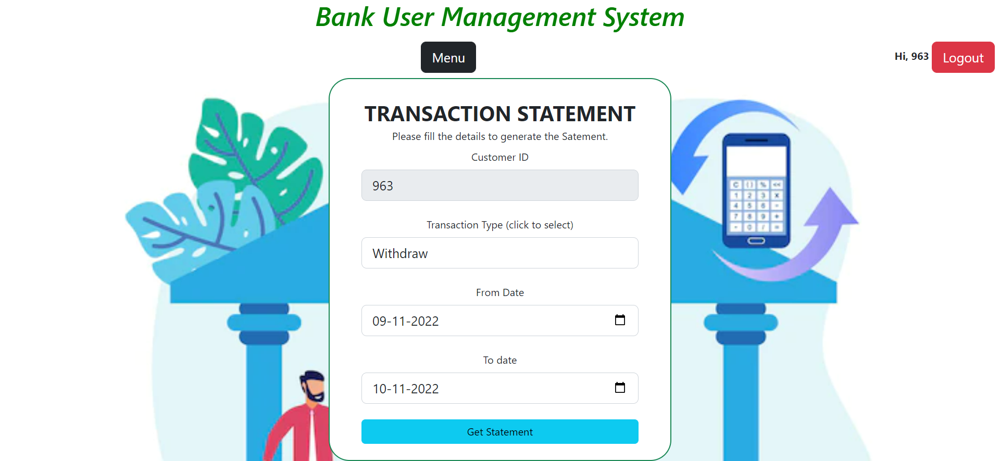 Bank User Management System
Menu
Hi, 963
Logout
TRANSACTION STATEMENT
Please fill the details to generate the Satement.
Customer ID
963
Transaction Type (click to select)
Withdraw
From Date
09-11-2022
To date
10-11-2022
Get Statement
C ( ) % <<
1 2 3 X
4 5 6 -
7 8 9 +
- 0 / =